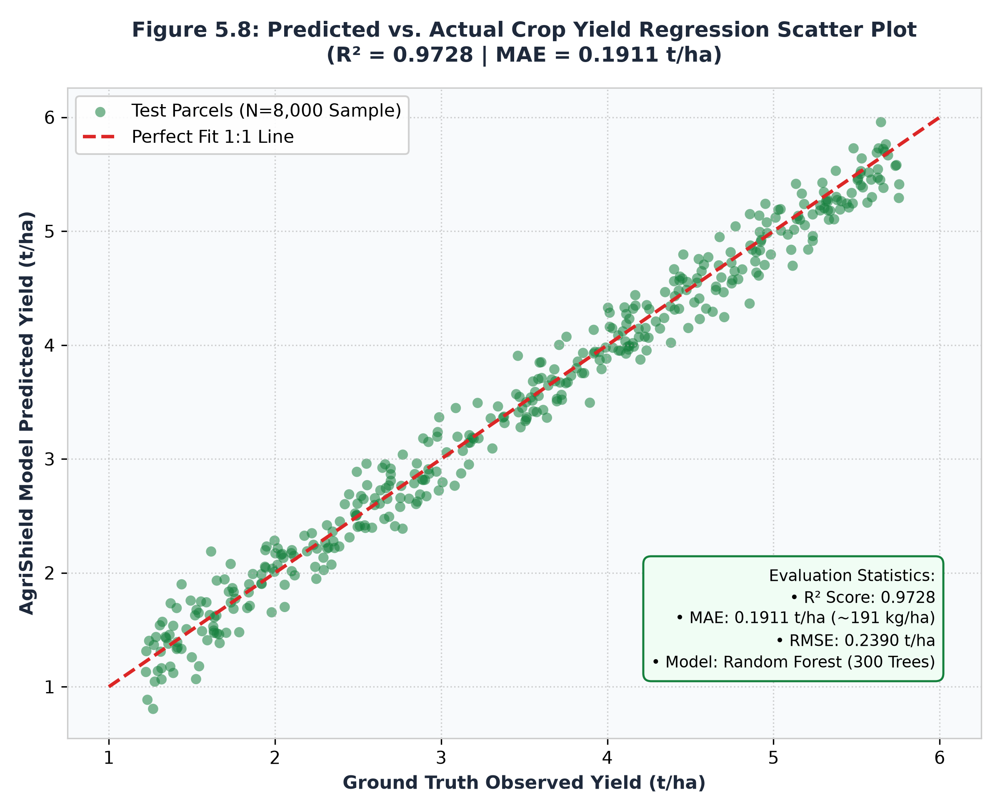 Figure 5.8: Predicted vs. Actual Crop Yield Regression Scatter Plot
(R² = 0.9728 | MAE = 0.1911 t/ha)
Test Parcels (N=8,000 Sample)
Perfect Fit 1:1 Line
AgriShield Model Predicted Yield (t/ha)
6
5
4
3
2
1
Evaluation Statistics:
• R² Score: 0.9728
• MAE: 0.1911 t/ha (~191 kg/ha)
• RMSE: 0.2390 t/ha
• Model: Random Forest (300 Trees)
1 2 3 4 5 6
Ground Truth Observed Yield (t/ha)